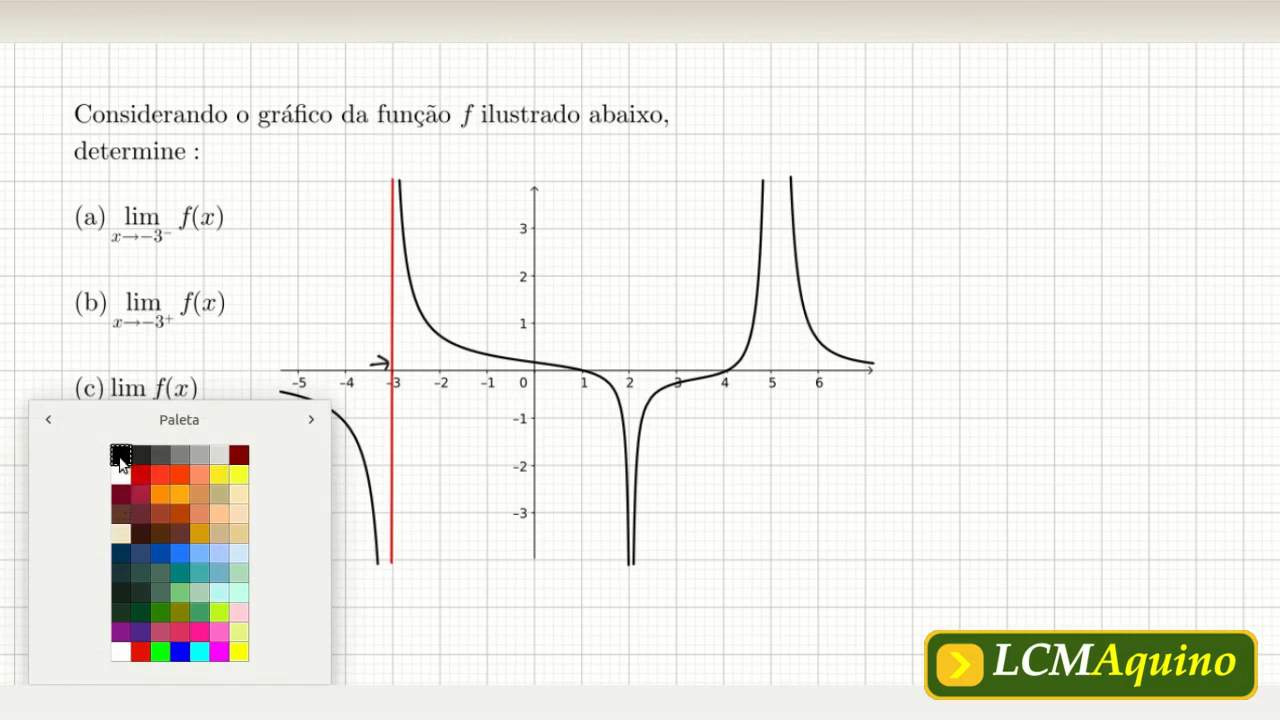 Considerando o gráfico da função f ilustrado abaixo,
determine :
(a) lim f(x)
x→−3⁻
(b) lim f(x)
x→−3⁺
(c) lim f(x)
3
2
1
-5 -4 -3 -2 -1 0 1 2 3 4 5 6
-1
-2
-3
Paleta
LCMAquino